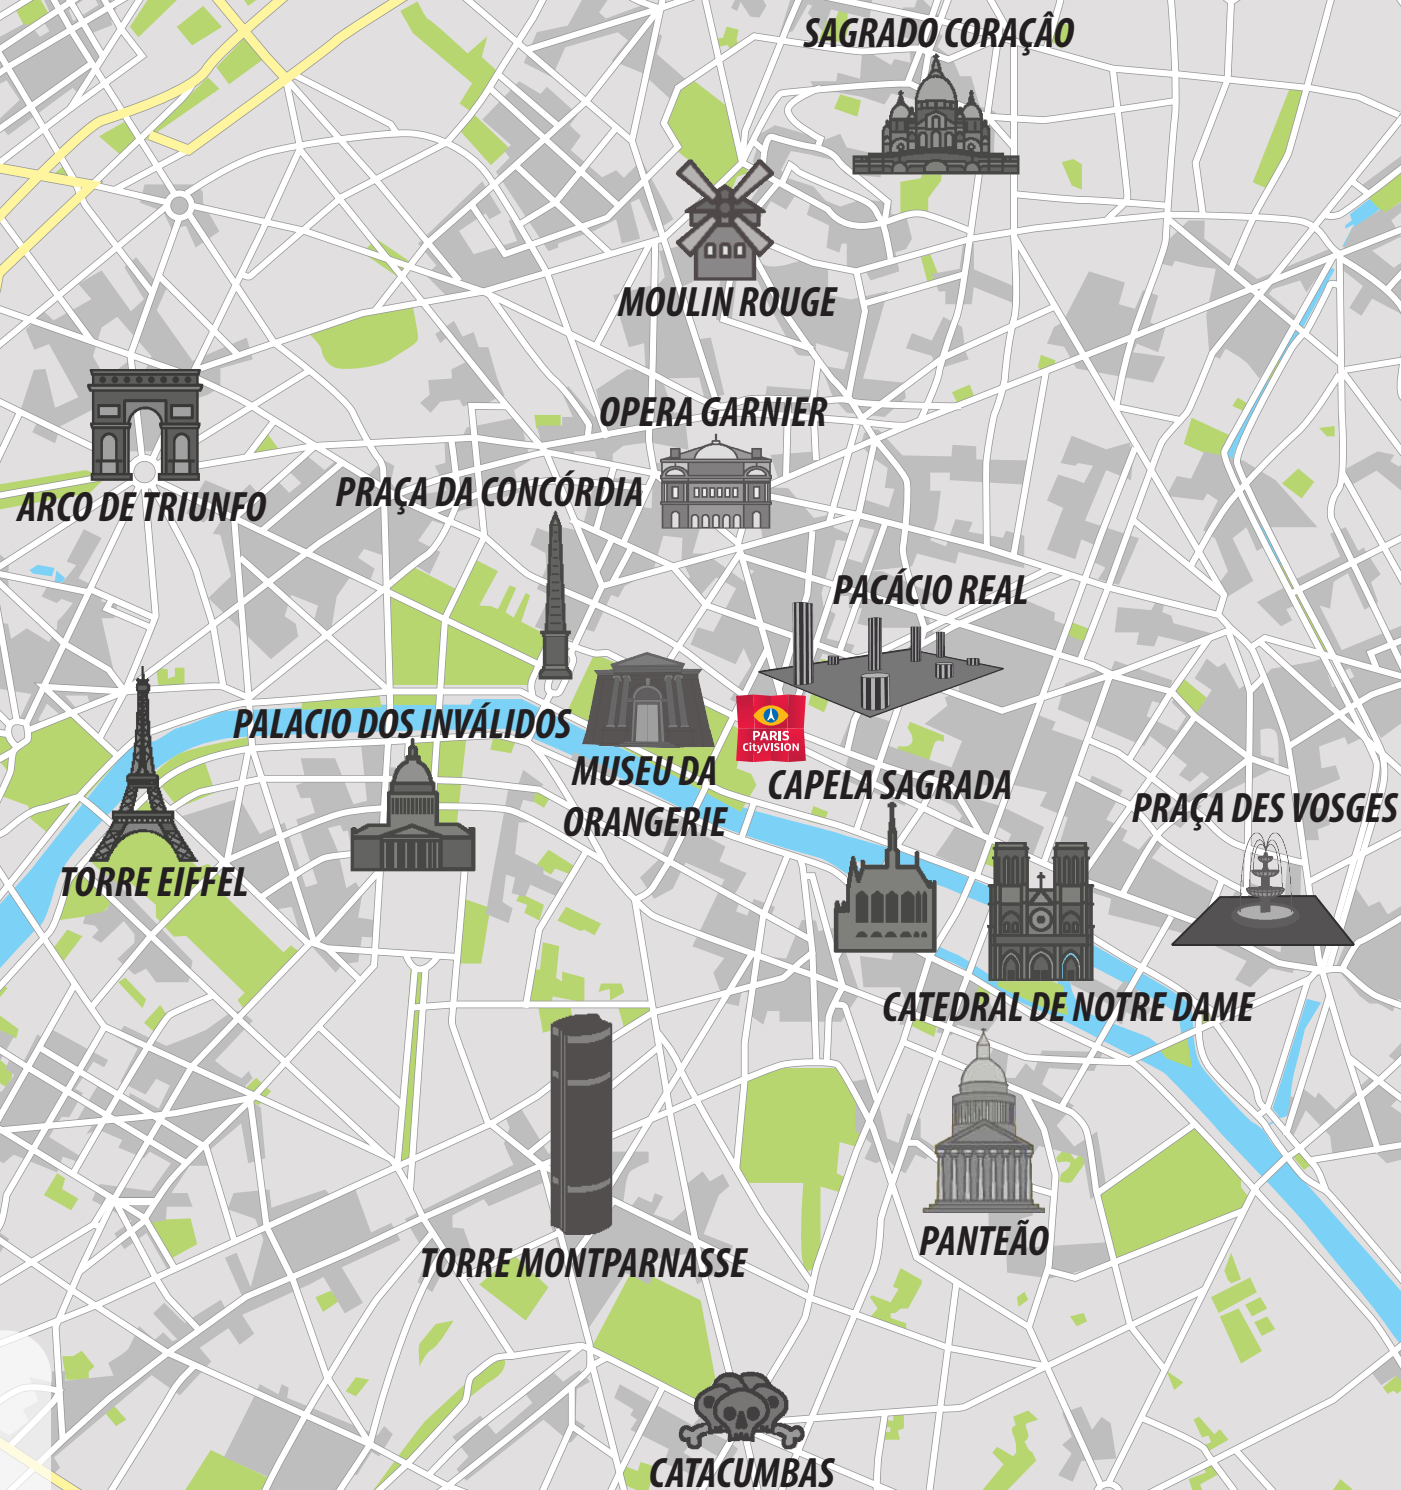 SAGRADO CORAÇÂO
MOULIN ROUGE
OPERA GARNIER
PRAÇA DA CONCÓRDIA
ARCO DE TRIUNFO
PACÁCIO REAL
PALACIO DOS INVÁLIDOS
PARIS
CityVISION
MUSEU DA
ORANGERIE
CAPELA SAGRADA
PRAÇA DES VOSGES
TORRE EIFFEL
CATEDRAL DE NOTRE DAME
PANTEÃO
TORRE MONTPARNASSE
CATACUMBAS